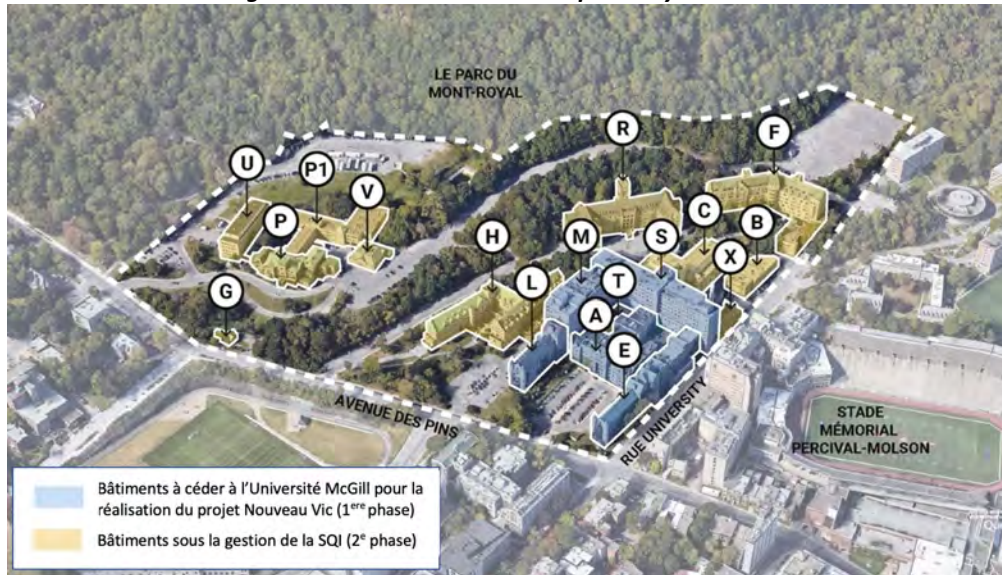 LE PARC DU
MONT-ROYAL
R
F
U
P1
V
P
H
M
S
C
B
X
G
L
T
A
E
AVENUE DES PINS
RUE UNIVERSITY
STADE
MÉMORIAL
PERCIVAL-MOLSON
Bâtiments à céder à l'Université McGill pour la
réalisation du projet Nouveau Vic (1ere phase)
Bâtiments sous la gestion de la SQI (2e phase)